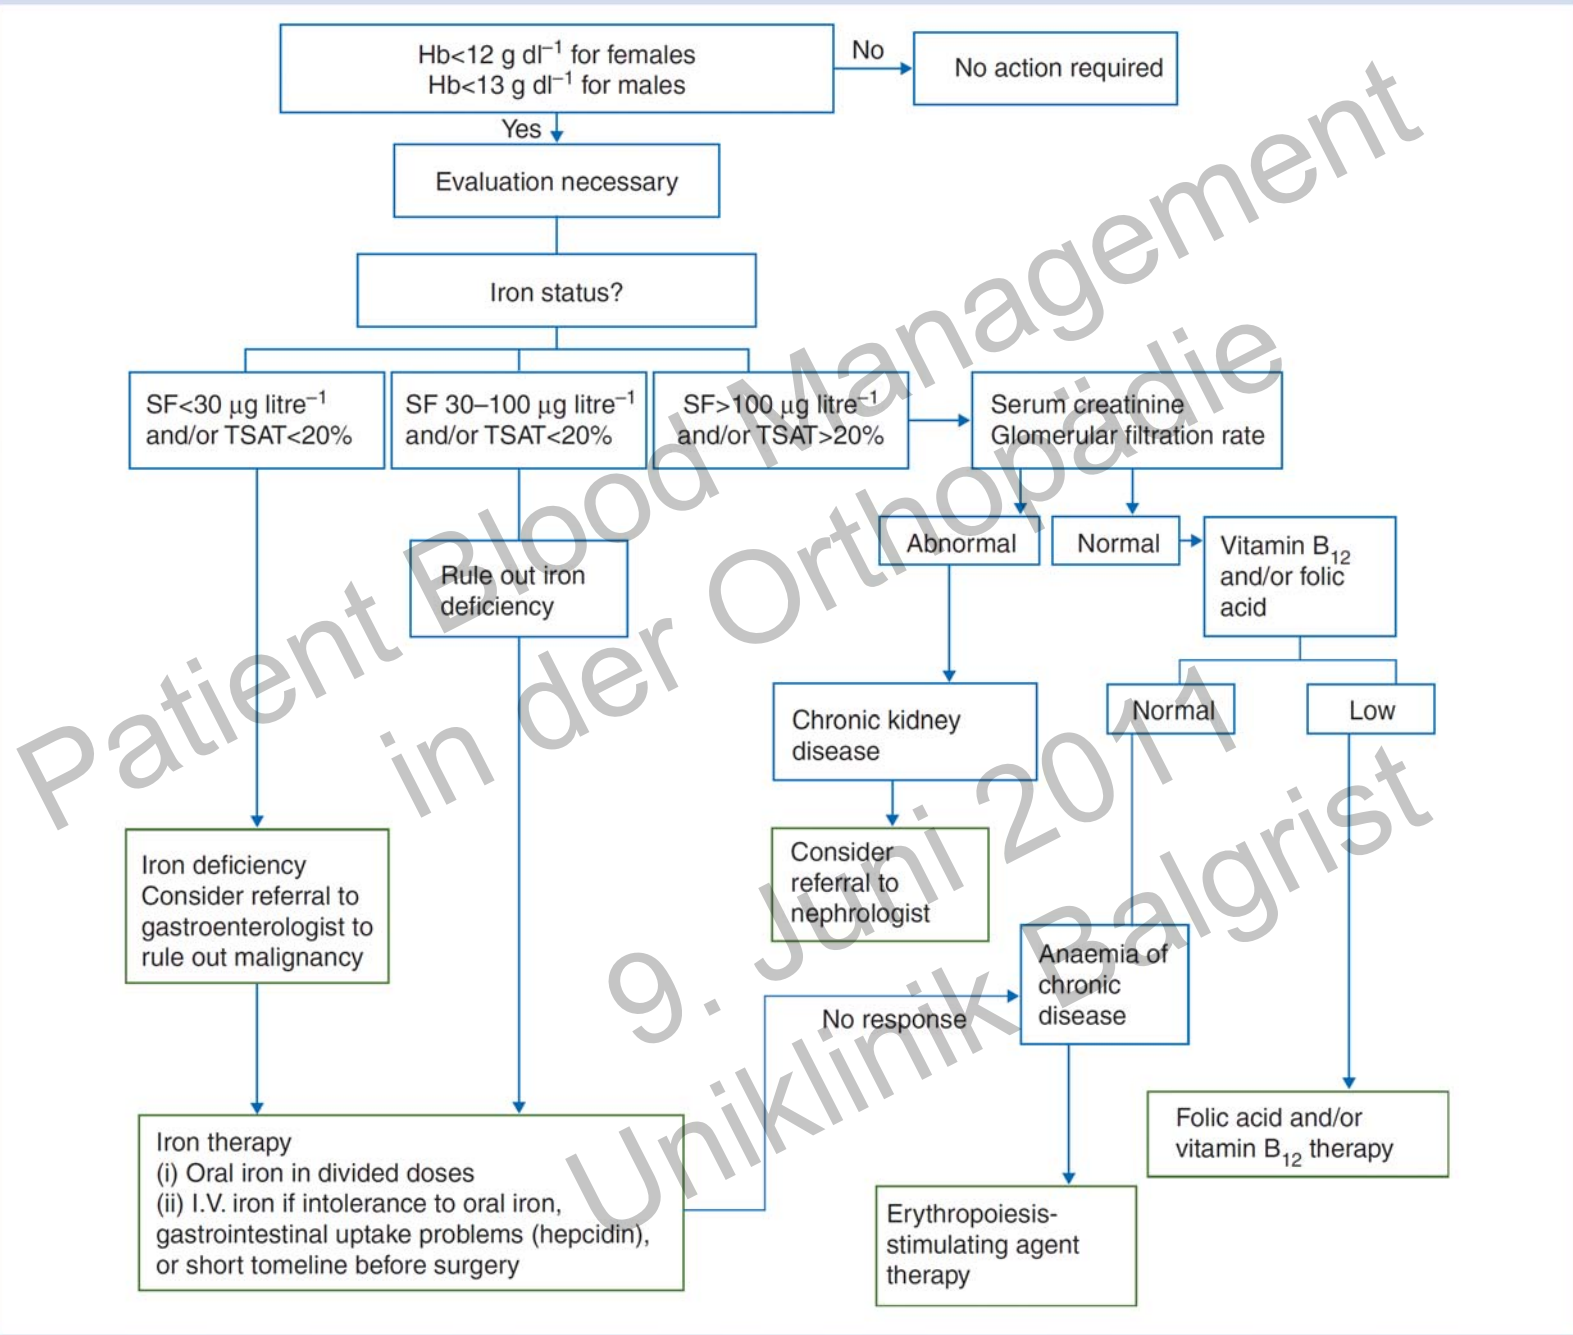 Hb<12 g dl⁻¹ for females
Hb<13 g dl⁻¹ for males
No
No action required
Yes
Evaluation necessary
Iron status?
SF<30 µg litre⁻¹
and/or TSAT<20%
SF 30–100 µg litre⁻¹
and/or TSAT<20%
SF>100 µg litre⁻¹
and/or TSAT>20%
Serum creatinine
Glomerular filtration rate
Abnormal
Normal
Vitamin B₁₂
and/or folic
acid
Rule out iron
deficiency
Chronic kidney
disease
Normal
Low
Iron deficiency
Consider referral to
gastroenterologist to
rule out malignancy
Consider
referral to
nephrologist
Anaemia of
chronic
disease
No response
Iron therapy
(i) Oral iron in divided doses
(ii) I.V. iron if intolerance to oral iron,
gastrointestinal uptake problems (hepcidin),
or short tomeline before surgery
Folic acid and/or
vitamin B₁₂ therapy
Erythropoiesis-
stimulating agent
therapy
Patient Blood Management
in der Orthopädie
9. Juni 2011
Uniklinik Balgrist